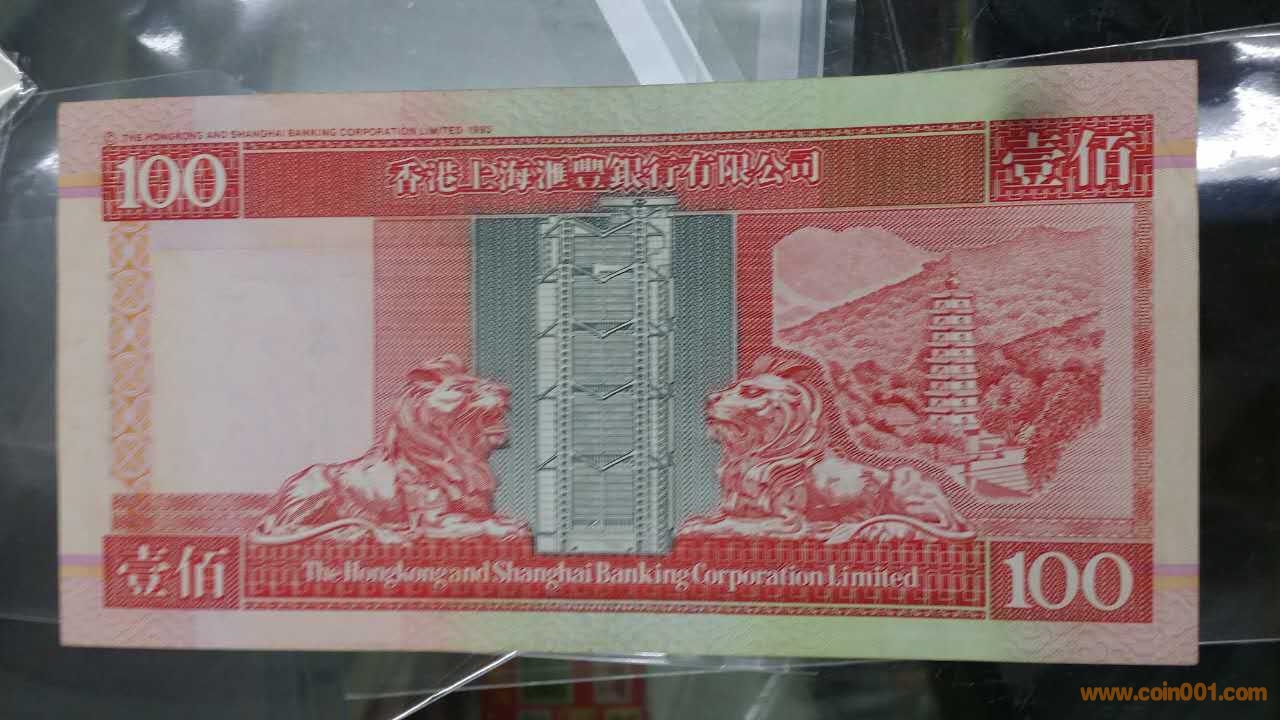 © THE HONGKONG AND SHANGHAI BANKING CORPORATION LIMITED 1992
100
香港上海滙豐銀行有限公司
壹佰
壹佰
The Hongkong and Shanghai Banking Corporation Limited
100
www.coin001.com